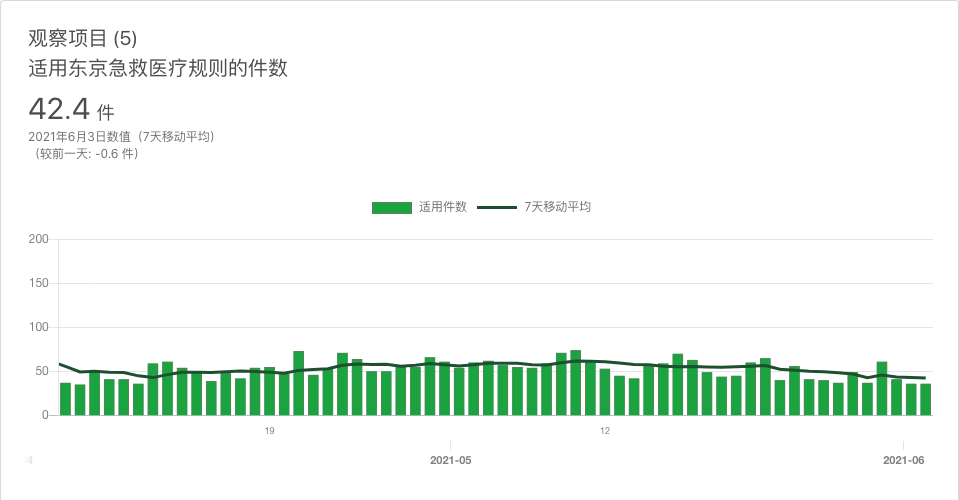 观察项目 (5)
适用东京急救医疗规则的件数
42.4 件
2021年6月3日数值（7天移动平均）
（较前一天: -0.6 件）
适用件数 7天移动平均
200
150
100
50
0
19 12
4 2021-05 2021-06